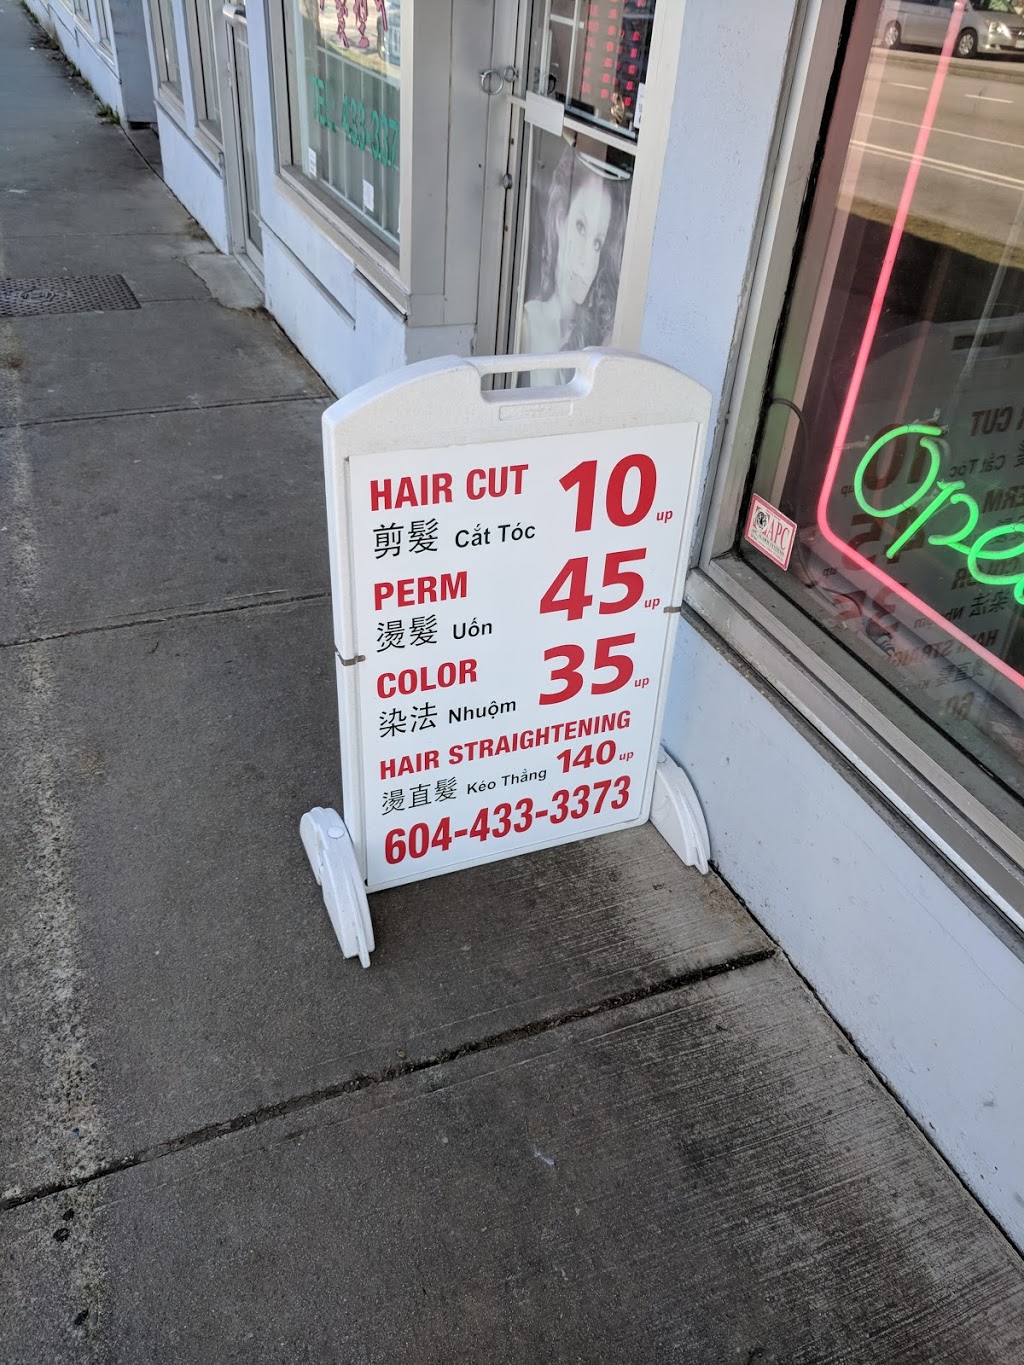 HAIR CUT 10 up
剪髮 Cắt Tóc
PERM 45 up
燙髮 Uốn
COLOR 35 up
染法 Nhuộm
HAIR STRAIGHTENING
燙直髮 Kéo Thẳng 140 up
604-433-3373
APC
Open